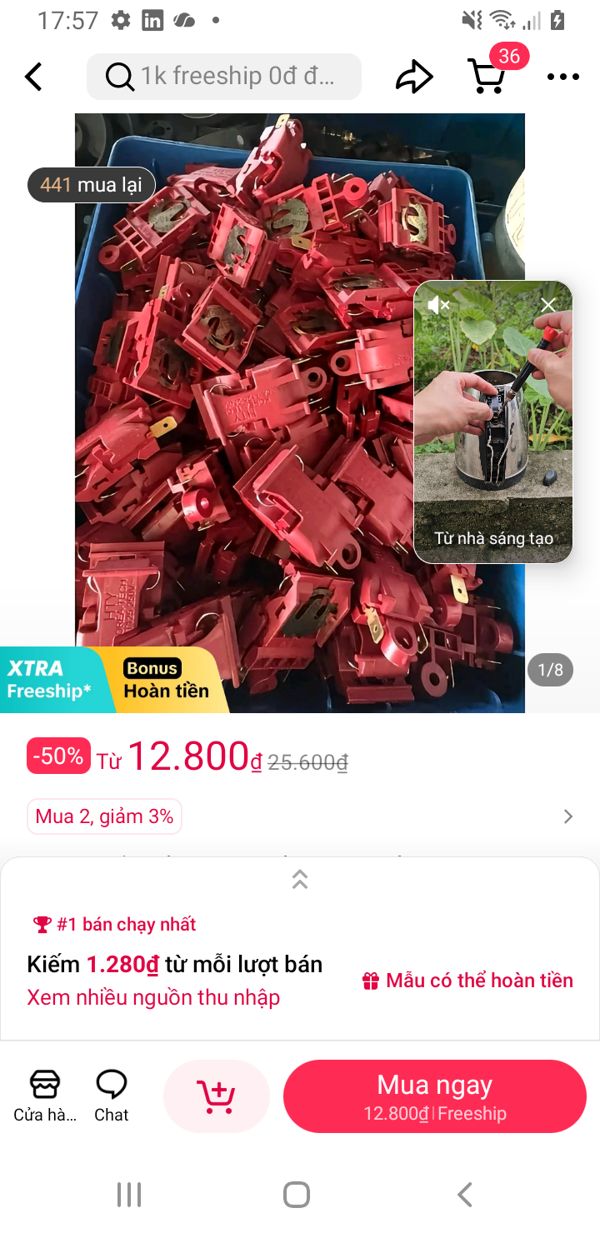 17:57
36
1k freeship 0đ đ...
441 mua lại
Từ nhà sáng tạo
XTRA
Freeship*
Bonus
Hoàn tiền
1/8
-50% Từ 12.800đ 25.600đ
Mua 2, giảm 3%
#1 bán chạy nhất
Kiếm 1.280đ từ mỗi lượt bán
Xem nhiều nguồn thu nhập
Mẫu có thể hoàn tiền
Cửa hà...
Chat
Mua ngay
12.800đ|Freeship